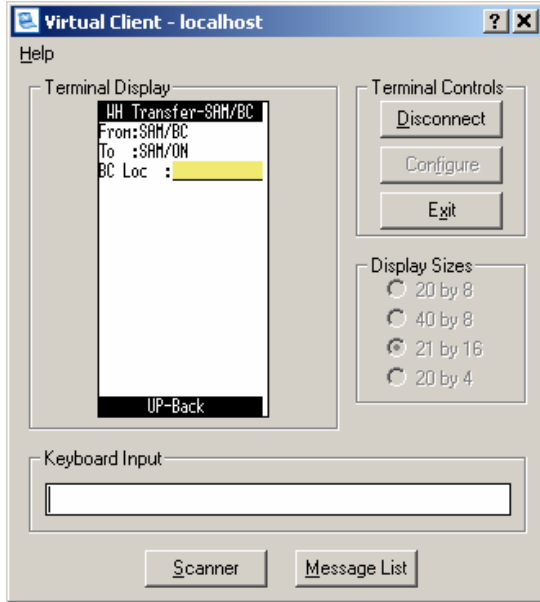 Virtual Client - localhost
Help
Terminal Display
WH Transfer-SAM/BC
From:SAM/BC
To :SAM/ON
BC Loc :
UP-Back
Terminal Controls
Disconnect
Configure
Exit
Display Sizes
20 by 8
40 by 8
21 by 16
20 by 4
Keyboard Input
Scanner
Message List